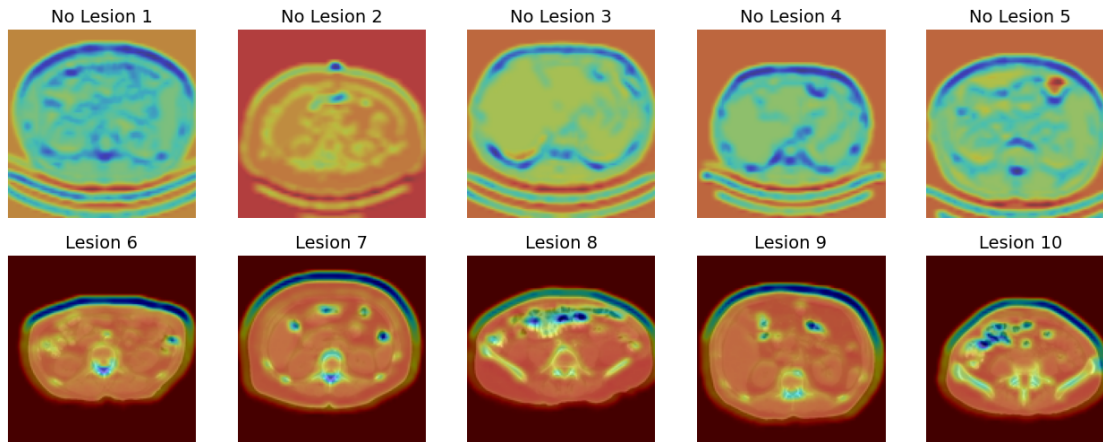 No Lesion 1
No Lesion 2
No Lesion 3
No Lesion 4
No Lesion 5
Lesion 6
Lesion 7
Lesion 8
Lesion 9
Lesion 10